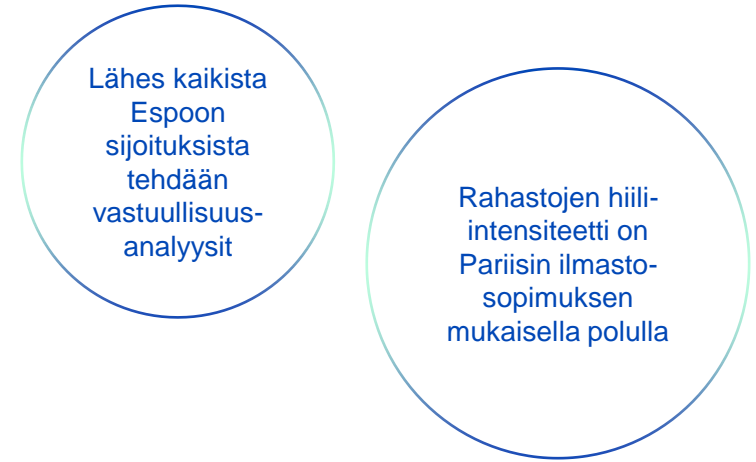 Lähes kaikista
Espoon
sijoituksista
tehdään
vastuullisuus-
analyysit
Rahastojen hiili-
intensiteetti on
Pariisin ilmasto-
sopimuksen
mukaisella polulla